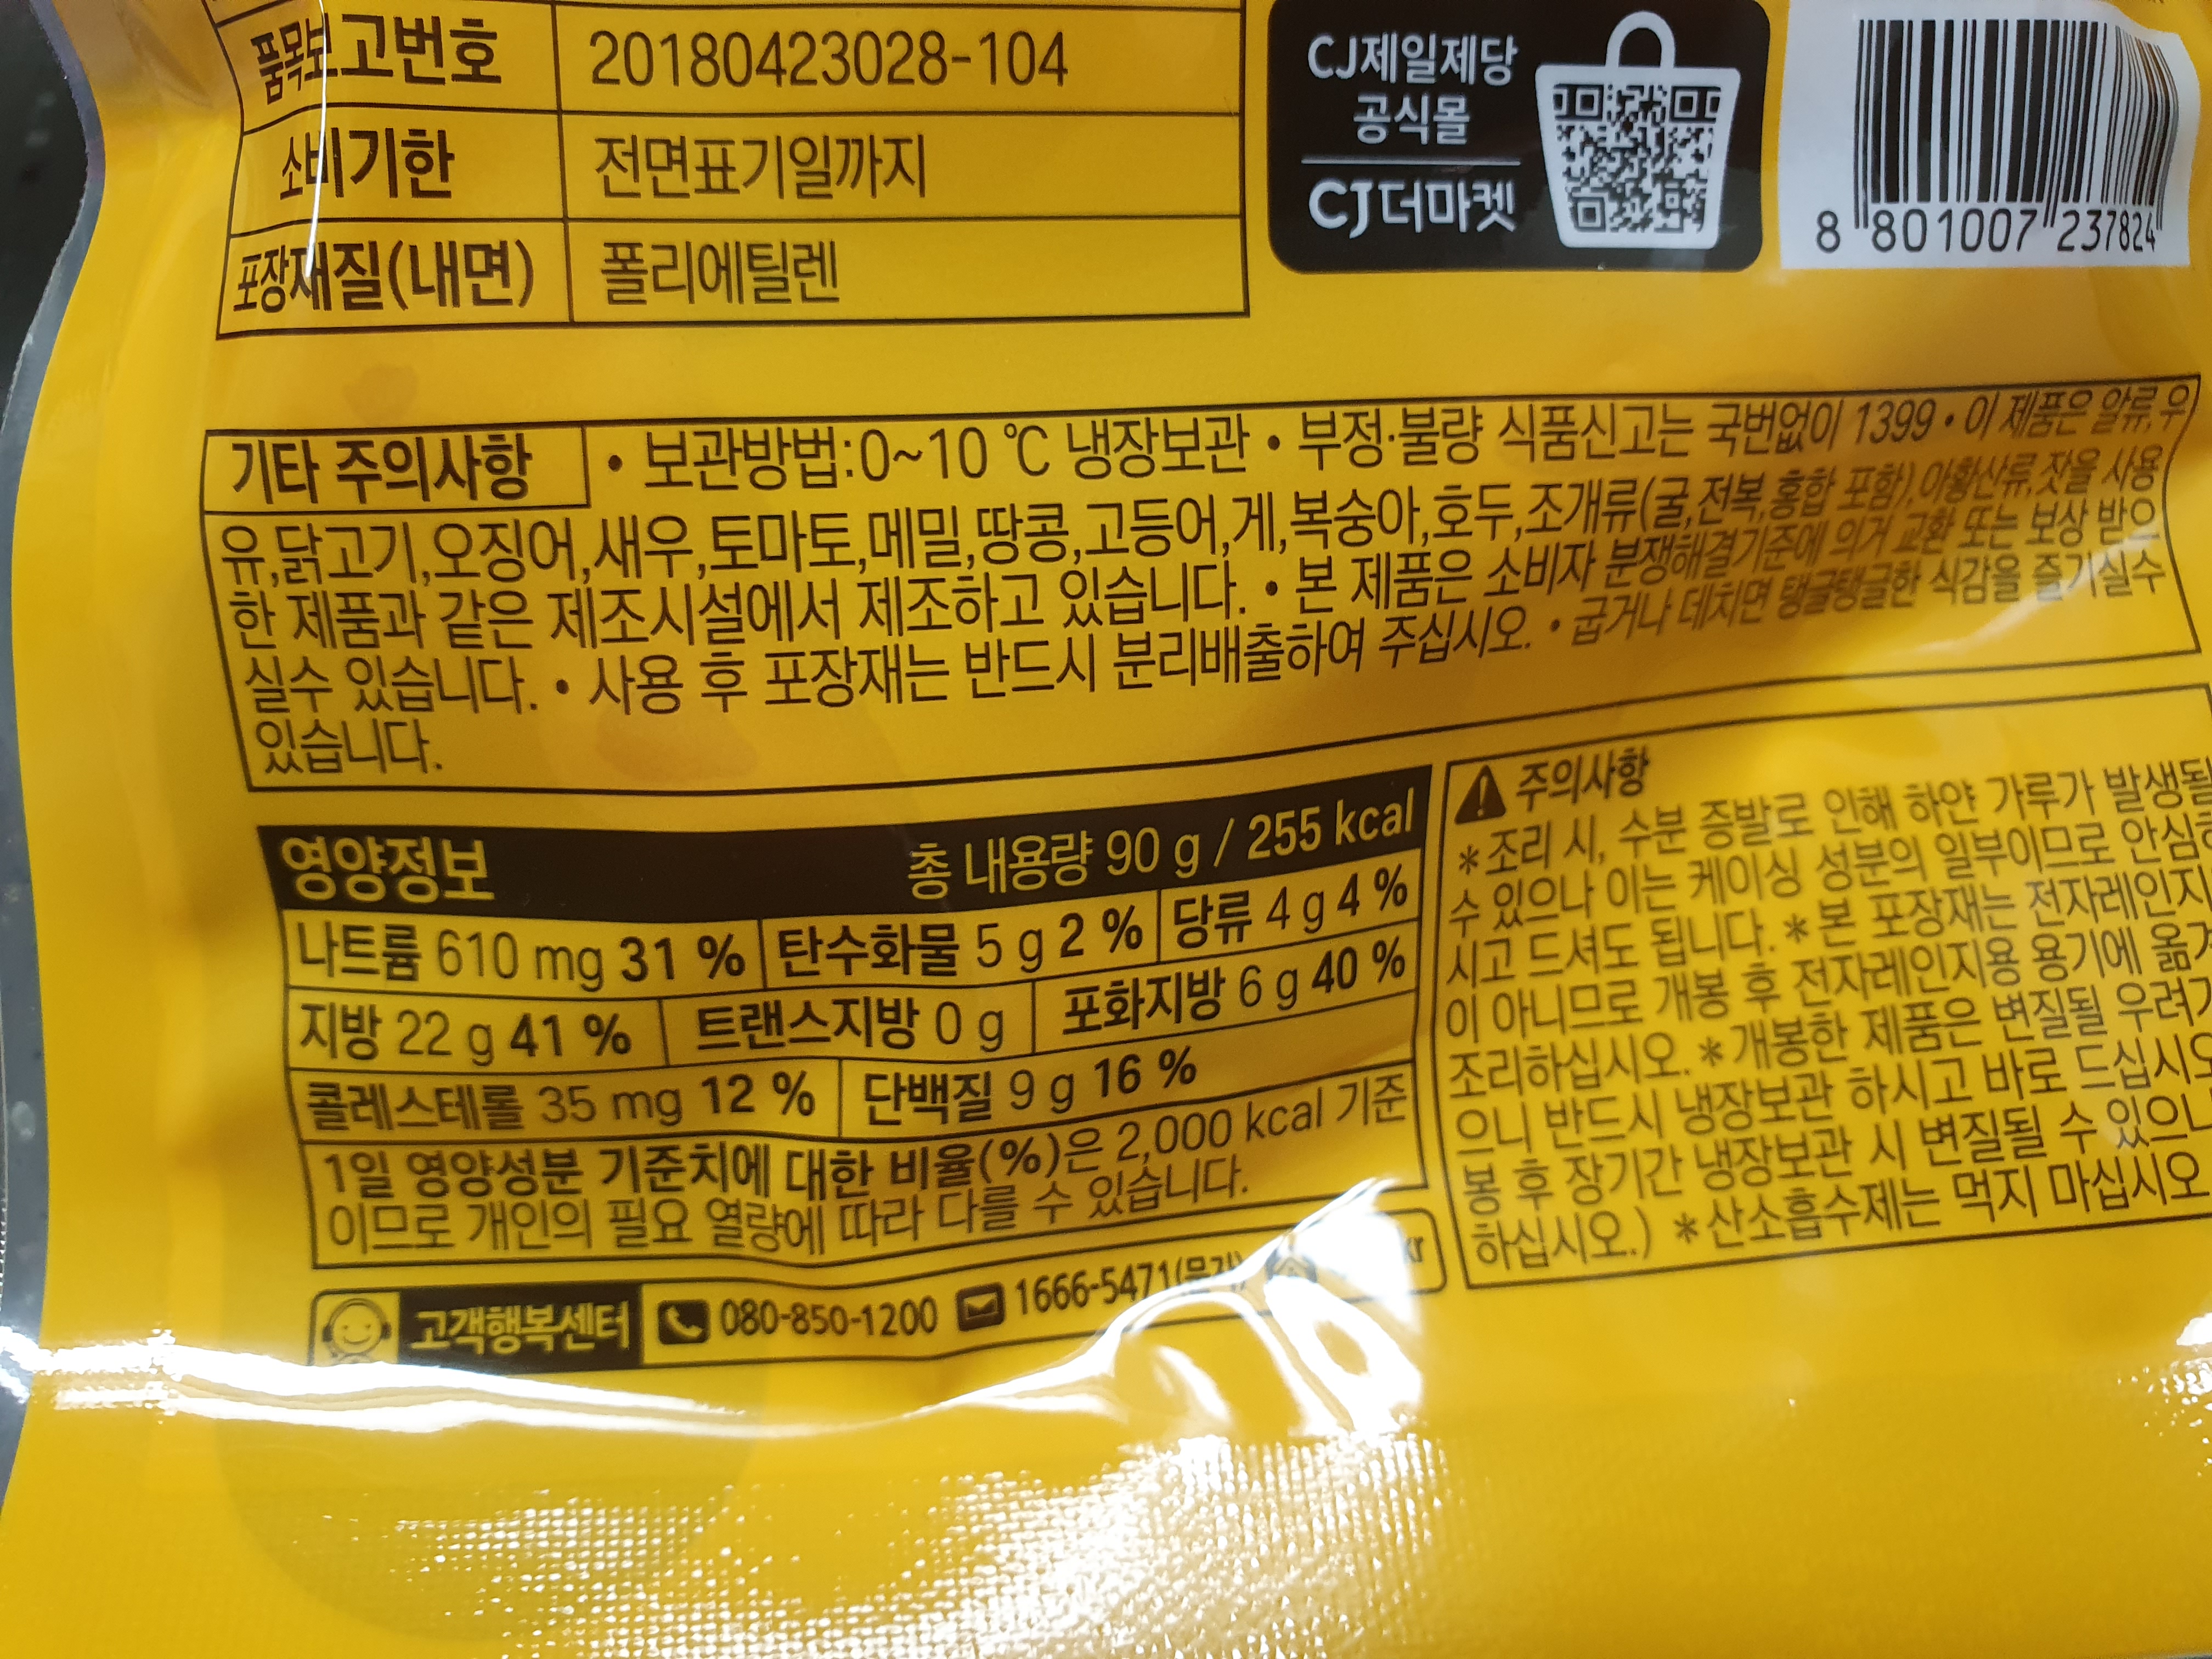 품목보고번호 20180423028-104
소비기한 전면표기일까지
포장재질(내면) 폴리에틸렌
CJ제일제당
공식몰
CJ더마켓
8 801007 237824
기타 주의사항 • 보관방법:0~10 ℃ 냉장보관 • 부정·불량 식품신고는 국번없이 1399 • 이 제품은 알류,우
유,닭고기,오징어,새우,토마토,메밀,땅콩,고등어,게,복숭아,호두,조개류(굴,전복,홍합 포함),아황산류,잣을 사용
한 제품과 같은 제조시설에서 제조하고 있습니다. • 본 제품은 소비자 분쟁해결기준에 의거 교환 또는 보상 받으
실수 있습니다. • 사용 후 포장재는 반드시 분리배출하여 주십시오. • 굽거나 데치면 탱글탱글한 식감을 즐기실수
있습니다.
영양정보 총 내용량 90 g / 255 kcal
나트륨 610 mg 31 % 탄수화물 5 g 2 % 당류 4 g 4 %
지방 22 g 41 % 트랜스지방 0 g 포화지방 6 g 40 %
콜레스테롤 35 mg 12 % 단백질 9 g 16 %
1일 영양성분 기준치에 대한 비율(%)은 2,000 kcal 기준
이므로 개인의 필요 열량에 따라 다를 수 있습니다.
고객행복센터 080-850-1200 1666-5471
주의사항
*조리 시, 수분 증발로 인해 하얀 가루가 발생될
수 있으나 이는 케이싱 성분의 일부이므로 안심하
시고 드셔도 됩니다. *본 포장재는 전자레인지
이 아니므로 개봉 후 전자레인지용 용기에 옮겨
조리하십시오. *개봉한 제품은 변질될 우려가
으니 반드시 냉장보관 하시고 바로 드십시오
봉 후 장기간 냉장보관 시 변질될 수 있으니
하십시오.) *산소흡수제는 먹지 마십시오